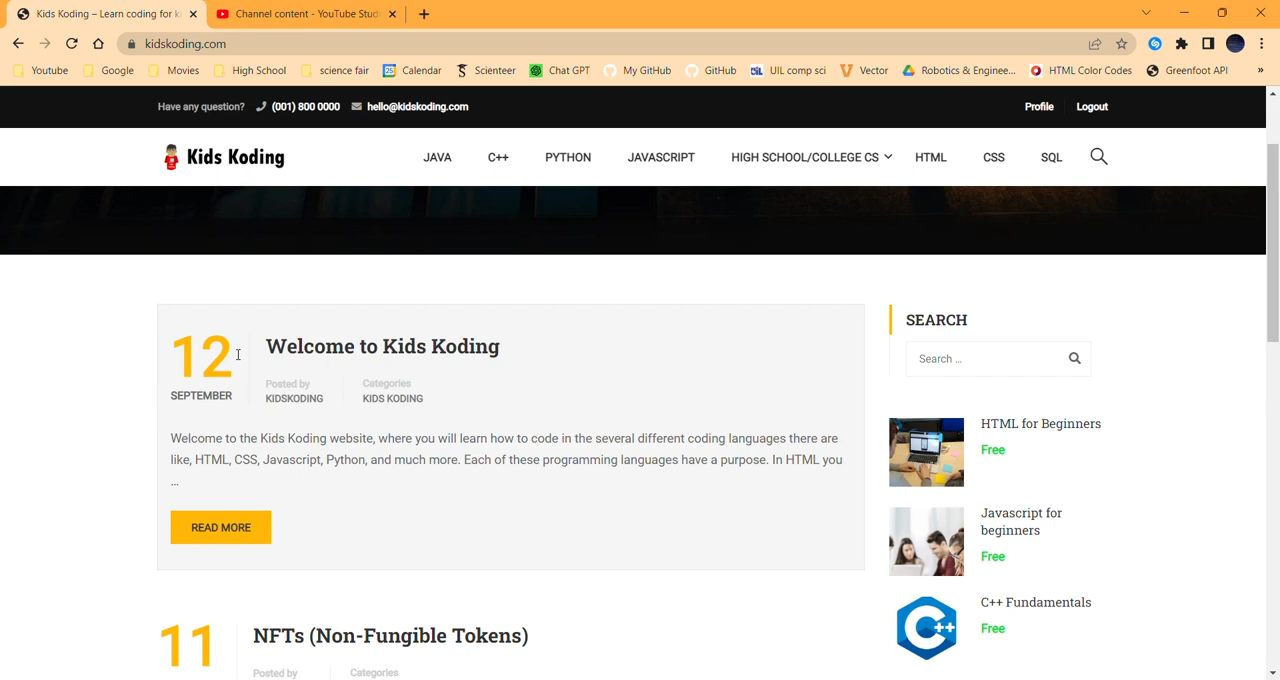 Kids Koding – Learn coding for k
Channel content - YouTube Stud
kidskoding.com
Youtube Google Movies High School science fair Calendar Scienteer Chat GPT My GitHub GitHub UIL comp sci Vector Robotics & Enginee... HTML Color Codes Greenfoot API »
Have any question? (001) 800 0000 hello@kidskoding.com Profile Logout
Kids Koding JAVA C++ PYTHON JAVASCRIPT HIGH SCHOOL/COLLEGE CS HTML CSS SQL
12
SEPTEMBER
Welcome to Kids Koding
Posted by
KIDSKODING
Categories
KIDS KODING
Welcome to the Kids Koding website, where you will learn how to code in the several different coding languages there are
like, HTML, CSS, Javascript, Python, and much more. Each of these programming languages have a purpose. In HTML you
...
READ MORE
11
NFTs (Non-Fungible Tokens)
Posted by
Categories
SEARCH
Search ...
HTML for Beginners
Free
Javascript for
beginners
Free
C++
C++ Fundamentals
Free